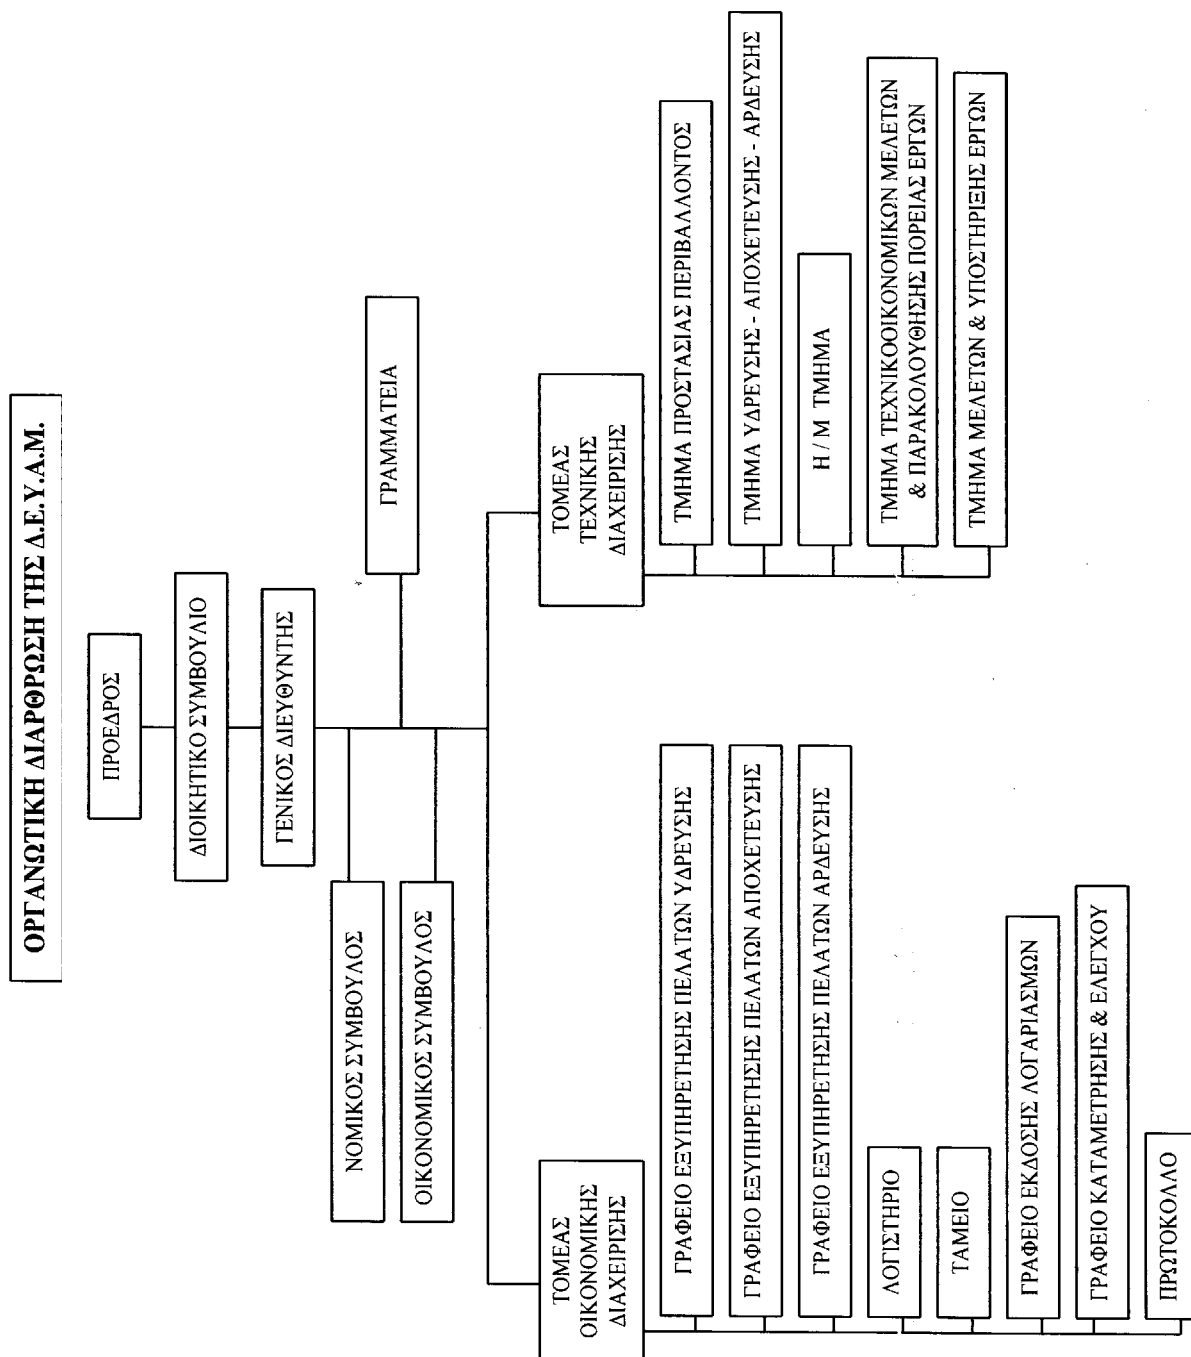 ΟΡΓΑΝΩΤΙΚΗ ΔΙΑΡΘΡΩΣΗ ΤΗΣ Δ.Ε.Υ.Α.Μ.
ΠΡΟΕΔΡΟΣ
ΔΙΟΙΚΗΤΙΚΟ ΣΥΜΒΟΥΛΙΟ
ΓΕΝΙΚΟΣ ΔΙΕΥΘΥΝΤΗΣ
ΝΟΜΙΚΟΣ ΣΥΜΒΟΥΛΟΣ
ΓΡΑΜΜΑΤΕΙΑ
ΟΙΚΟΝΟΜΙΚΟΣ ΣΥΜΒΟΥΛΟΣ
ΤΟΜΕΑΣ
ΟΙΚΟΝΟΜΙΚΗΣ
ΔΙΑΧΕΙΡΙΣΗΣ
ΓΡΑΦΕΙΟ ΕΞΥΠΗΡΕΤΗΣΗΣ ΠΕΛΑΤΩΝ ΥΔΡΕΥΣΗΣ
ΓΡΑΦΕΙΟ ΕΞΥΠΗΡΕΤΗΣΗΣ ΠΕΛΑΤΩΝ ΑΠΟΧΕΤΕΥΣΗΣ
ΓΡΑΦΕΙΟ ΕΞΥΠΗΡΕΤΗΣΗΣ ΠΕΛΑΤΩΝ ΑΡΔΕΥΣΗΣ
ΛΟΓΙΣΤΗΡΙΟ
ΤΑΜΕΙΟ
ΓΡΑΦΕΙΟ ΕΚΔΟΣΗΣ ΛΟΓΑΡΙΑΣΜΩΝ
ΓΡΑΦΕΙΟ ΚΑΤΑΜΕΤΡΗΣΗΣ & ΕΛΕΓΧΟΥ
ΠΡΩΤΟΚΟΛΛΟ
ΤΟΜΕΑΣ
ΤΕΧΝΙΚΗΣ
ΔΙΑΧΕΙΡΙΣΗΣ
ΤΜΗΜΑ ΠΡΟΣΤΑΣΙΑΣ ΠΕΡΙΒΑΛΛΟΝΤΟΣ
ΤΜΗΜΑ ΥΔΡΕΥΣΗΣ - ΑΠΟΧΕΤΕΥΣΗΣ - ΑΡΔΕΥΣΗΣ
Η / Μ ΤΜΗΜΑ
ΤΜΗΜΑ ΤΕΧΝΙΚΟΟΙΚΟΝΟΜΙΚΩΝ ΜΕΛΕΤΩΝ
& ΠΑΡΑΚΟΛΟΥΘΗΣΗΣ ΠΟΡΕΙΑΣ ΕΡΓΩΝ
ΤΜΗΜΑ ΜΕΛΕΤΩΝ & ΥΠΟΣΤΗΡΙΞΗΣ ΕΡΓΩΝ